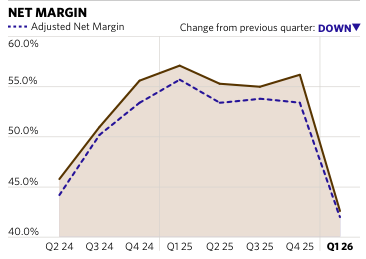 NET MARGIN
Adjusted Net Margin Change from previous quarter: DOWN▼
60.0%
55.0%
50.0%
45.0%
40.0%
Q2 24 Q3 24 Q4 24 Q1 25 Q2 25 Q3 25 Q4 25 Q1 26